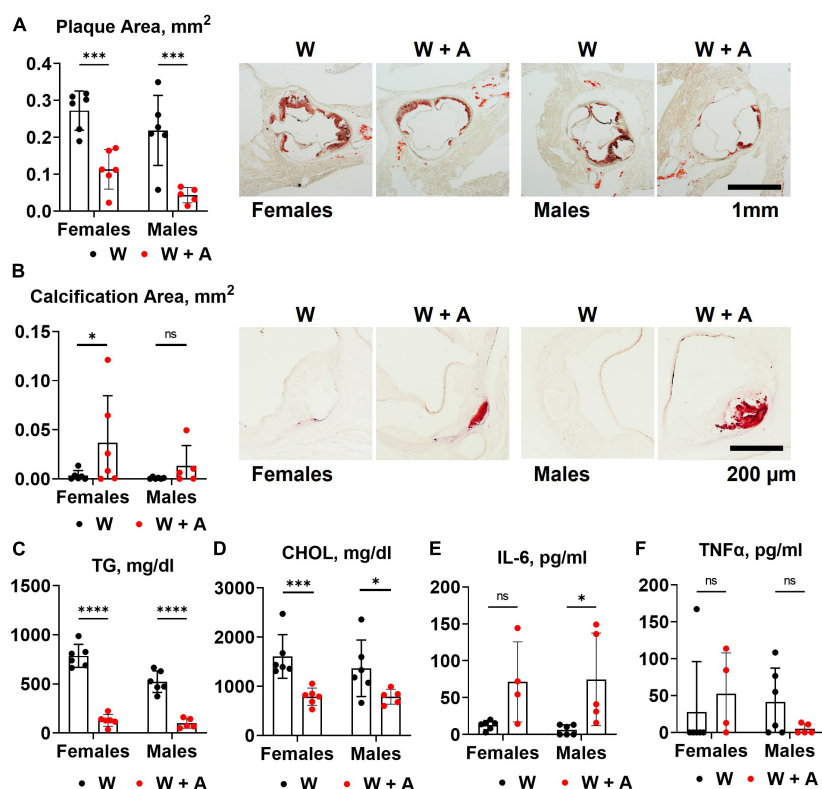 A
Plaque Area, mm²
0.4
0.3
0.2
0.1
0.0
***
***
Females
Males
W
W + A
W
W + A
W
W + A
Females
Males
1mm
B
Calcification Area, mm²
0.15
0.10
0.05
0.00
*
ns
Females
Males
W
W + A
W
W + A
W
W + A
Females
Males
200 µm
C
TG, mg/dl
1500
1000
500
0
****
****
Females
Males
W
W + A
D
CHOL, mg/dl
3000
2000
1000
0
***
*
Females
Males
W
W + A
E
IL-6, pg/ml
200
150
100
50
0
ns
*
Females
Males
W
W + A
F
TNFα, pg/ml
200
150
100
50
0
ns
ns
Females
Males
W
W + A